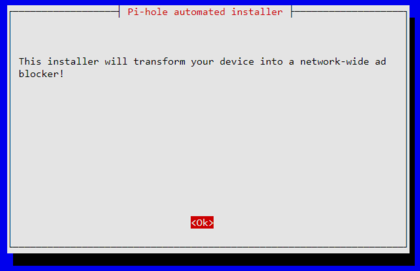 Pi-hole automated installer
This installer will transform your device into a network-wide ad
blocker!
<Ok>